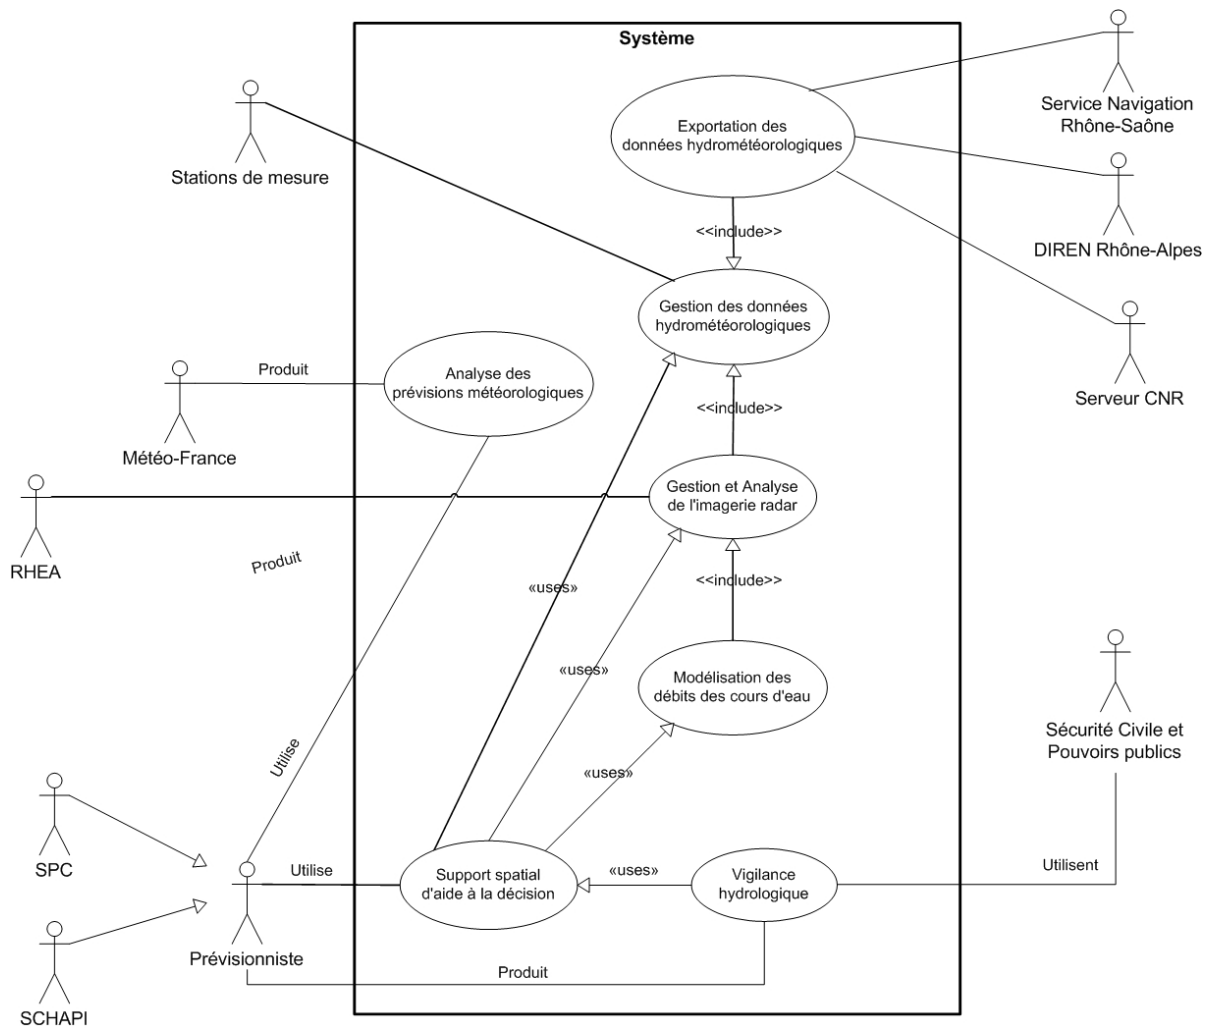 Système
Service Navigation
Rhône-Saône
Exportation des
données hydrométéorologiques
Stations de mesure
<<include>>
DIREN Rhône-Alpes
Gestion des données
hydrométéorologiques
Produit
Analyse des
prévisions météorologiques
Serveur CNR
<<include>>
Météo-France
Gestion et Analyse
de l'imagerie radar
RHEA
Produit
<<include>>
«uses»
«uses»
Modélisation des
débits des cours d'eau
Sécurité Civile et
Pouvoirs publics
Utilise
«uses»
SPC
Utilise
Support spatial
d'aide à la décision
«uses»
Vigilance
hydrologique
Utilisent
Prévisionniste
Produit
SCHAPI